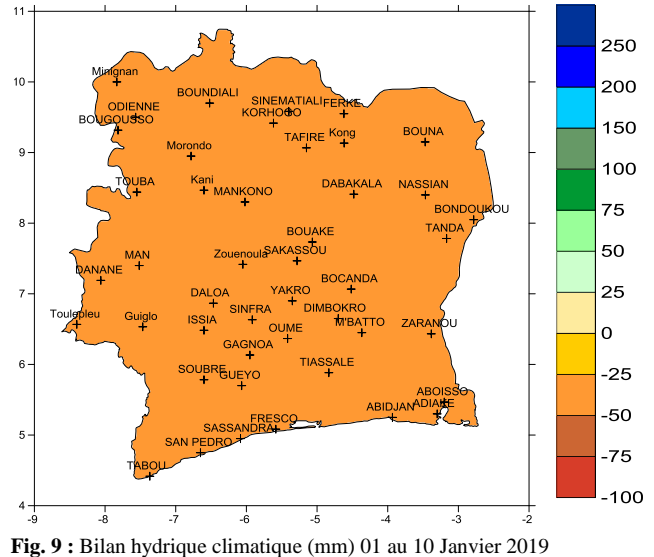 11
10
9
8
7
6
5
4
-9
-8
-7
-6
-5
-4
-3
-2
Minignan
ODIENNE
BOUGOUSSO
BOUNDIALI
SINEMATIALI
FERKE
KORHOGO
TAFIRE
Kong
BOUNA
Morondo
TOUBA
Kani
MANKONO
DABAKALA
NASSIAN
BONDOUKOU
TANDA
BOUAKE
SAKASSOU
Zouenoula
MAN
DANANE
BOCANDA
YAKRO
DALOA
SINFRA
DIMBOKRO
M'BATTO
ZARANOU
Toulepleu
Guiglo
ISSIA
OUME
GAGNOA
TIASSALE
SOUBRE
GUEYO
ABOISSO
ADIAKE
ABIDJAN
FRESCO
SASSANDRA
SAN PEDRO
TABOU
250
200
150
100
75
50
25
0
-25
-50
-75
-100
Fig. 9 : Bilan hydrique climatique (mm) 01 au 10 Janvier 2019